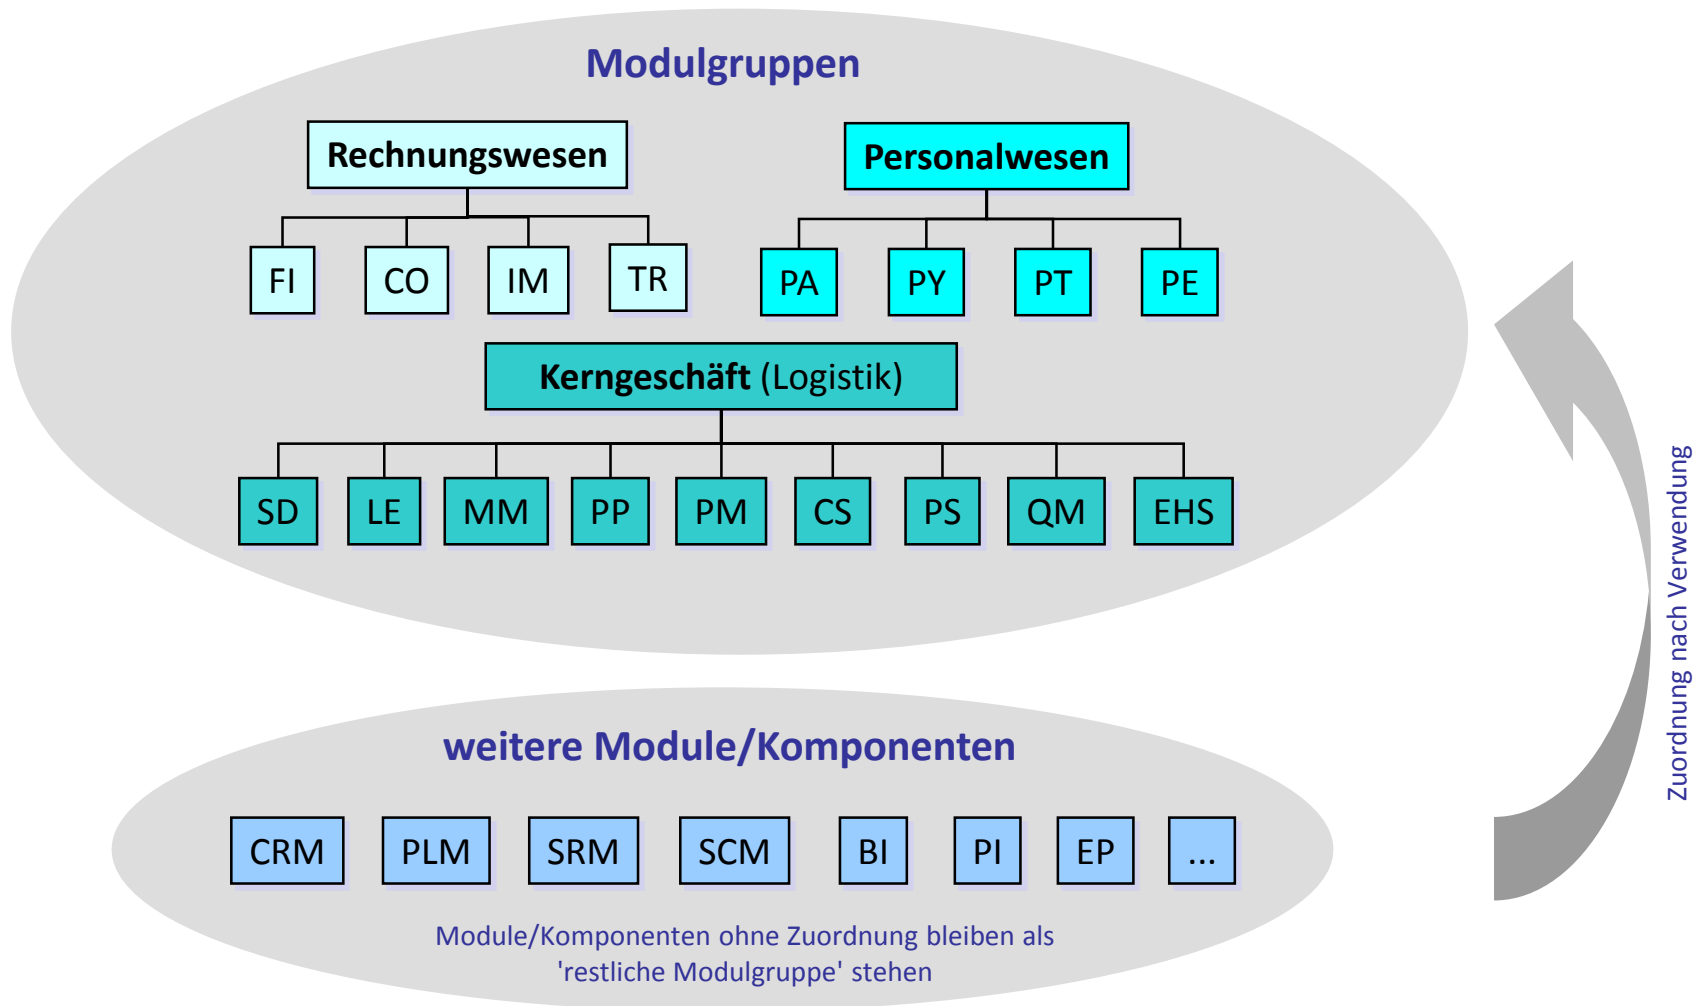 Modulgruppen
Rechnungswesen
Personalwesen
FI
CO
IM
TR
PA
PY
PT
PE
Kerngeschäft (Logistik)
SD
LE
MM
PP
PM
CS
PS
QM
EHS
Zuordnung nach Verwendung
weitere Module/Komponenten
CRM
PLM
SRM
SCM
BI
PI
EP
...
Module/Komponenten ohne Zuordnung bleiben als
'restliche Modulgruppe' stehen